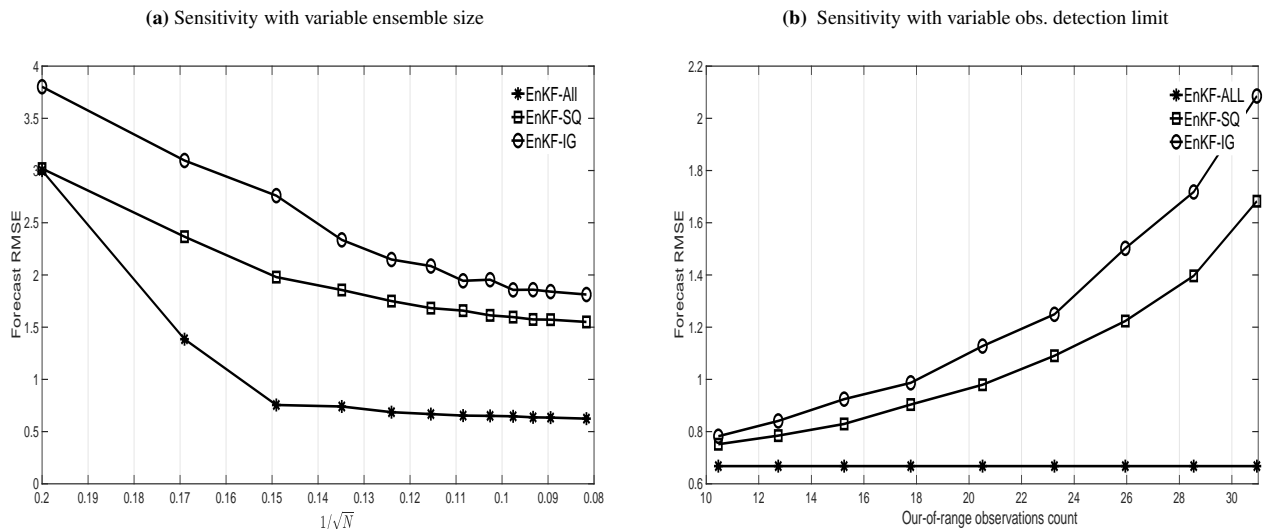 (a) Sensitivity with variable ensemble size
4
3.5
3
2.5
2
1.5
1
0.5
0
Forecast RMSE
EnKF-All
EnKF-SQ
EnKF-IG
0.2 0.19 0.18 0.17 0.16 0.15 0.14 0.13 0.12 0.11 0.1 0.09 0.08
1/√N
(b) Sensitivity with variable obs. detection limit
2.2
2
1.8
1.6
1.4
1.2
1
0.8
0.6
Forecast RMSE
EnKF-ALL
EnKF-SQ
EnKF-IG
10 12 14 16 18 20 22 24 26 28 30
Our-of-range observations count